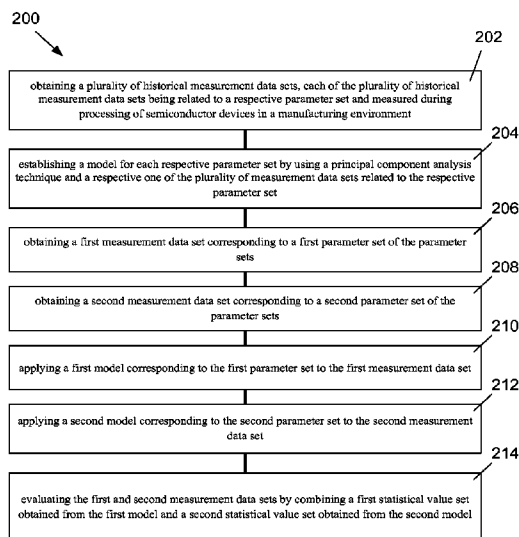 200
202
obtaining a plurality of historical measurement data sets, each of the plurality of historical
measurement data sets being related to a respective parameter set and measured during
processing of semiconductor devices in a manufacturing environment
204
establishing a model for each respective parameter set by using a principal component analysis
technique and a respective one of the plurality of measurement data sets related to the respective
parameter set
206
obtaining a first measurement data set corresponding to a first parameter set of the parameter
sets
208
obtaining a second measurement data set corresponding to a second parameter set of the
parameter sets
210
applying a first model corresponding to the first parameter set to the first measurement data set
212
applying a second model corresponding to the second parameter set to the second measurement
data set
214
evaluating the first and second measurement data sets by combining a first statistical value set
obtained from the first model and a second statistical value set obtained from the second model